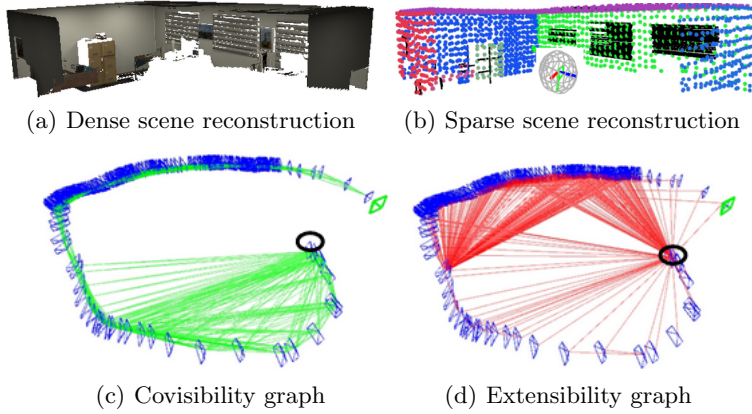 (a) Dense scene reconstruction
(b) Sparse scene reconstruction
(c) Covisibility graph
(d) Extensibility graph